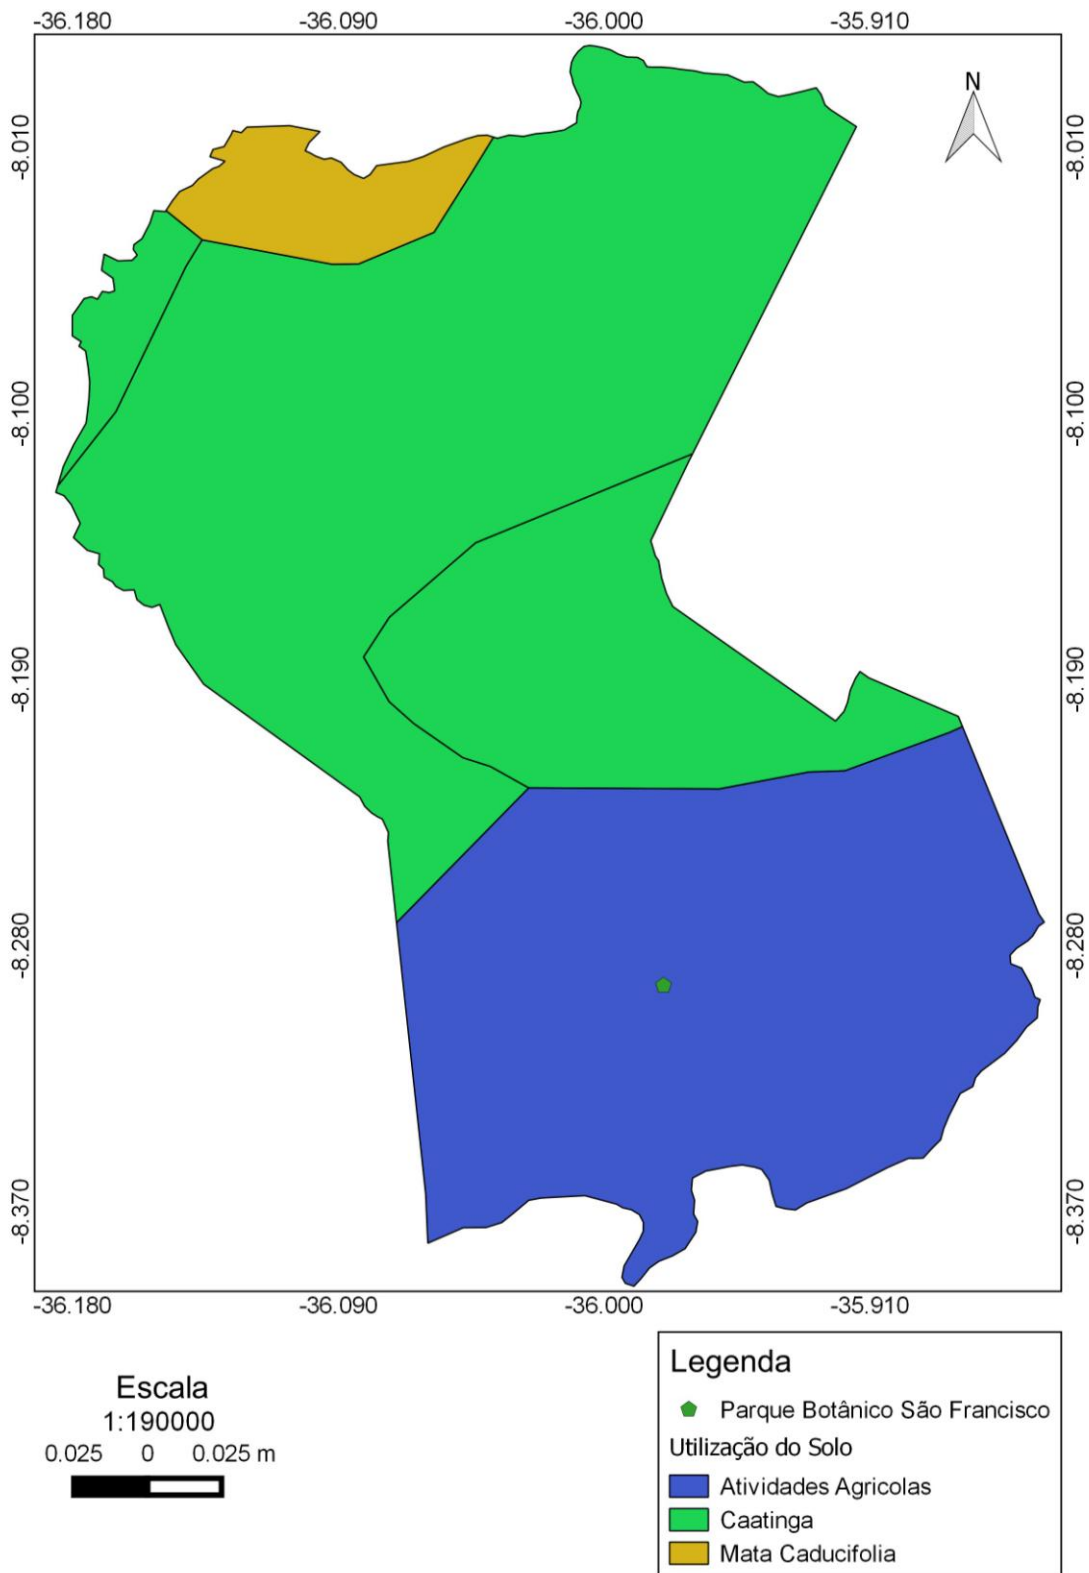 -36.180 -36.090 -36.000 -35.910
N
-8.010 -8.010
-8.100 -8.100
-8.190 -8.190
-8.280 -8.280
-8.370 -8.370
-36.180 -36.090 -36.000 -35.910
Escala
1:190000
0.025 0 0.025 m
Legenda
Parque Botânico São Francisco
Utilização do Solo
Atividades Agricolas
Caatinga
Mata Caducifolia